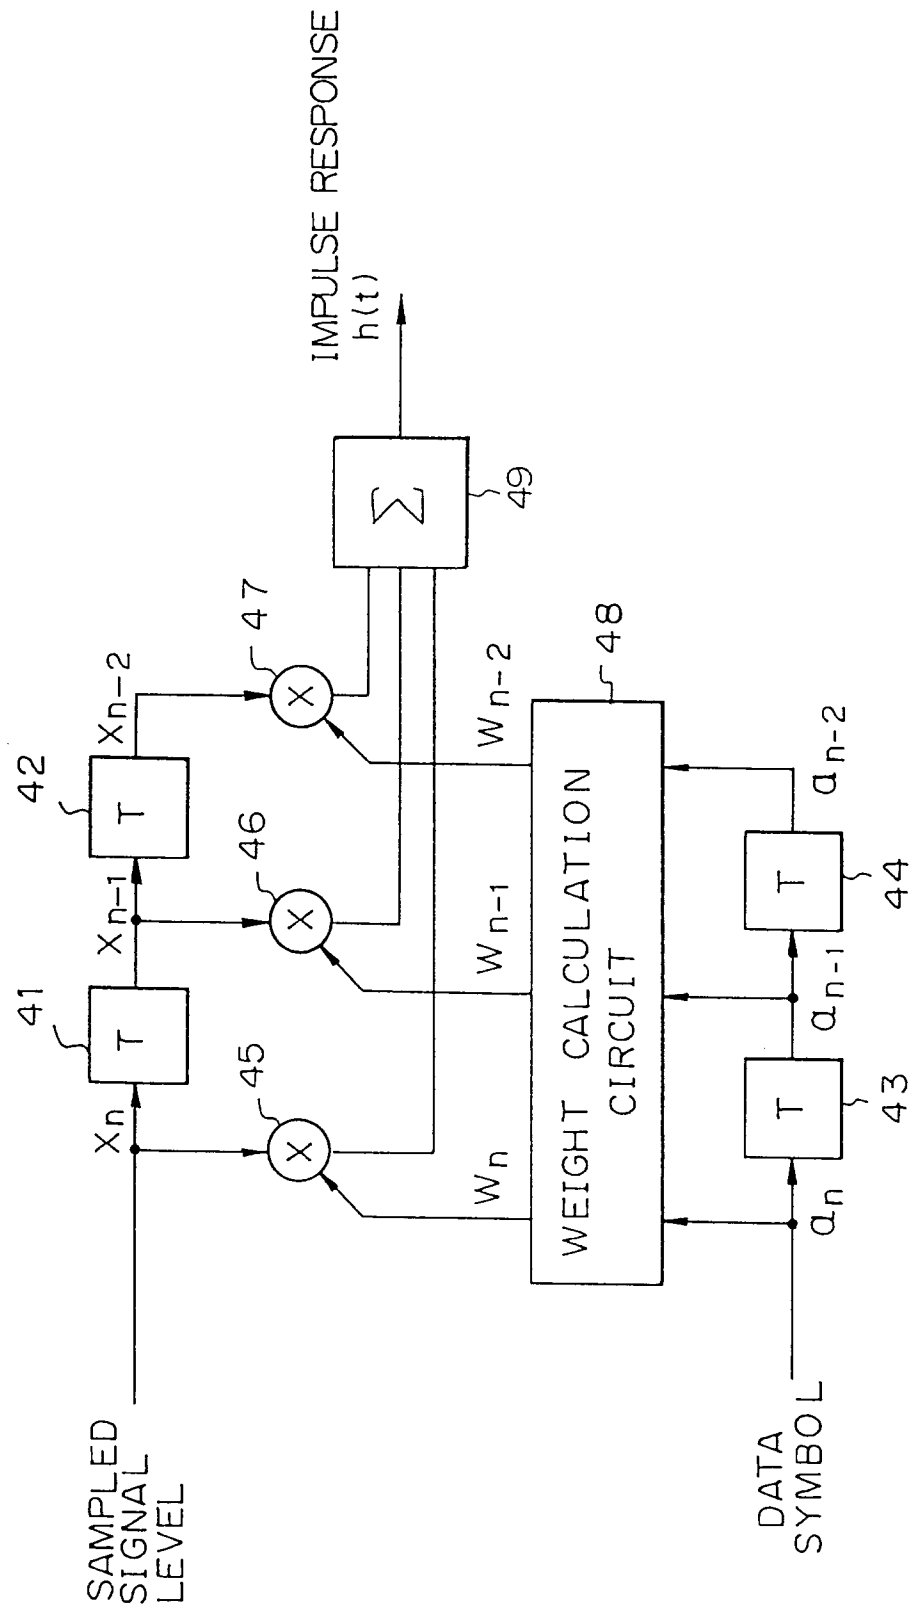 SAMPLED
SIGNAL
LEVEL
Xn
41
T
Xn-1
42
T
Xn-2
45
X
46
X
47
X
Σ
49
IMPULSE RESPONSE
h(t)
Wn
Wn-1
Wn-2
WEIGHT CALCULATION
CIRCUIT
48
DATA
SYMBOL
an
T
43
an-1
T
44
an-2